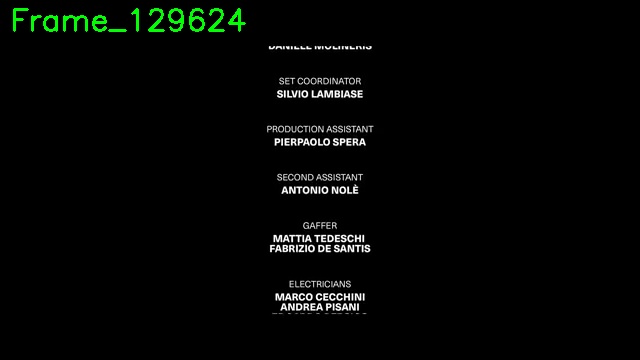 Frame_129624
DANIELE MOLINERIS
SET COORDINATOR
SILVIO LAMBIASE
PRODUCTION ASSISTANT
PIERPAOLO SPERA
SECOND ASSISTANT
ANTONIO NOLÈ
GAFFER
MATTIA TEDESCHI
FABRIZIO DE SANTIS
ELECTRICIANS
MARCO CECCHINI
ANDREA PISANI